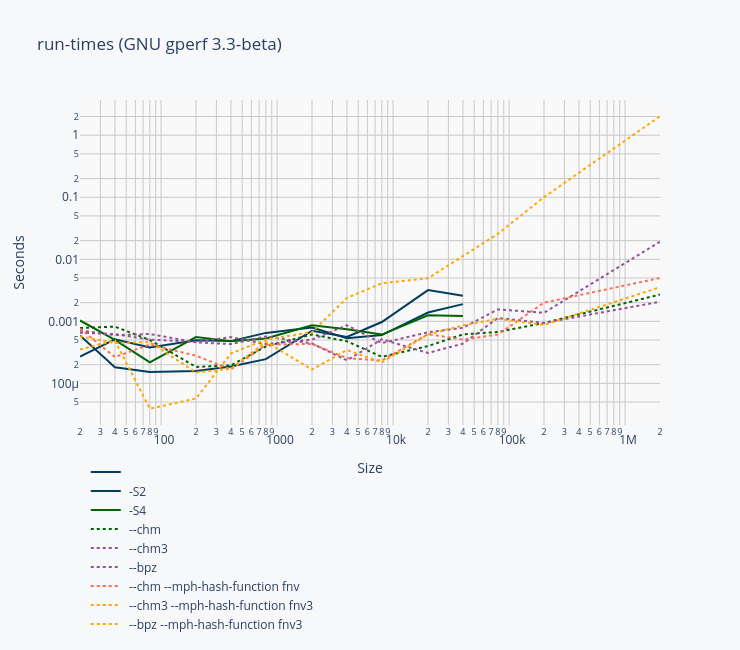 run-times (GNU gperf 3.3-beta)
2
1
5
2
0.1
5
2
0.01
5
2
0.001
5
2
100μ
5
Seconds
2 3 4 5 6 7 8 9 100 2 3 4 5 6 7 8 9 1000 2 3 4 5 6 7 8 9 10k 2 3 4 5 6 7 8 9 100k 2 3 4 5 6 7 8 9 1M 2
Size
-S2
-S4
--chm
--chm3
--bpz
--chm --mph-hash-function fnv
--chm3 --mph-hash-function fnv3
--bpz --mph-hash-function fnv3